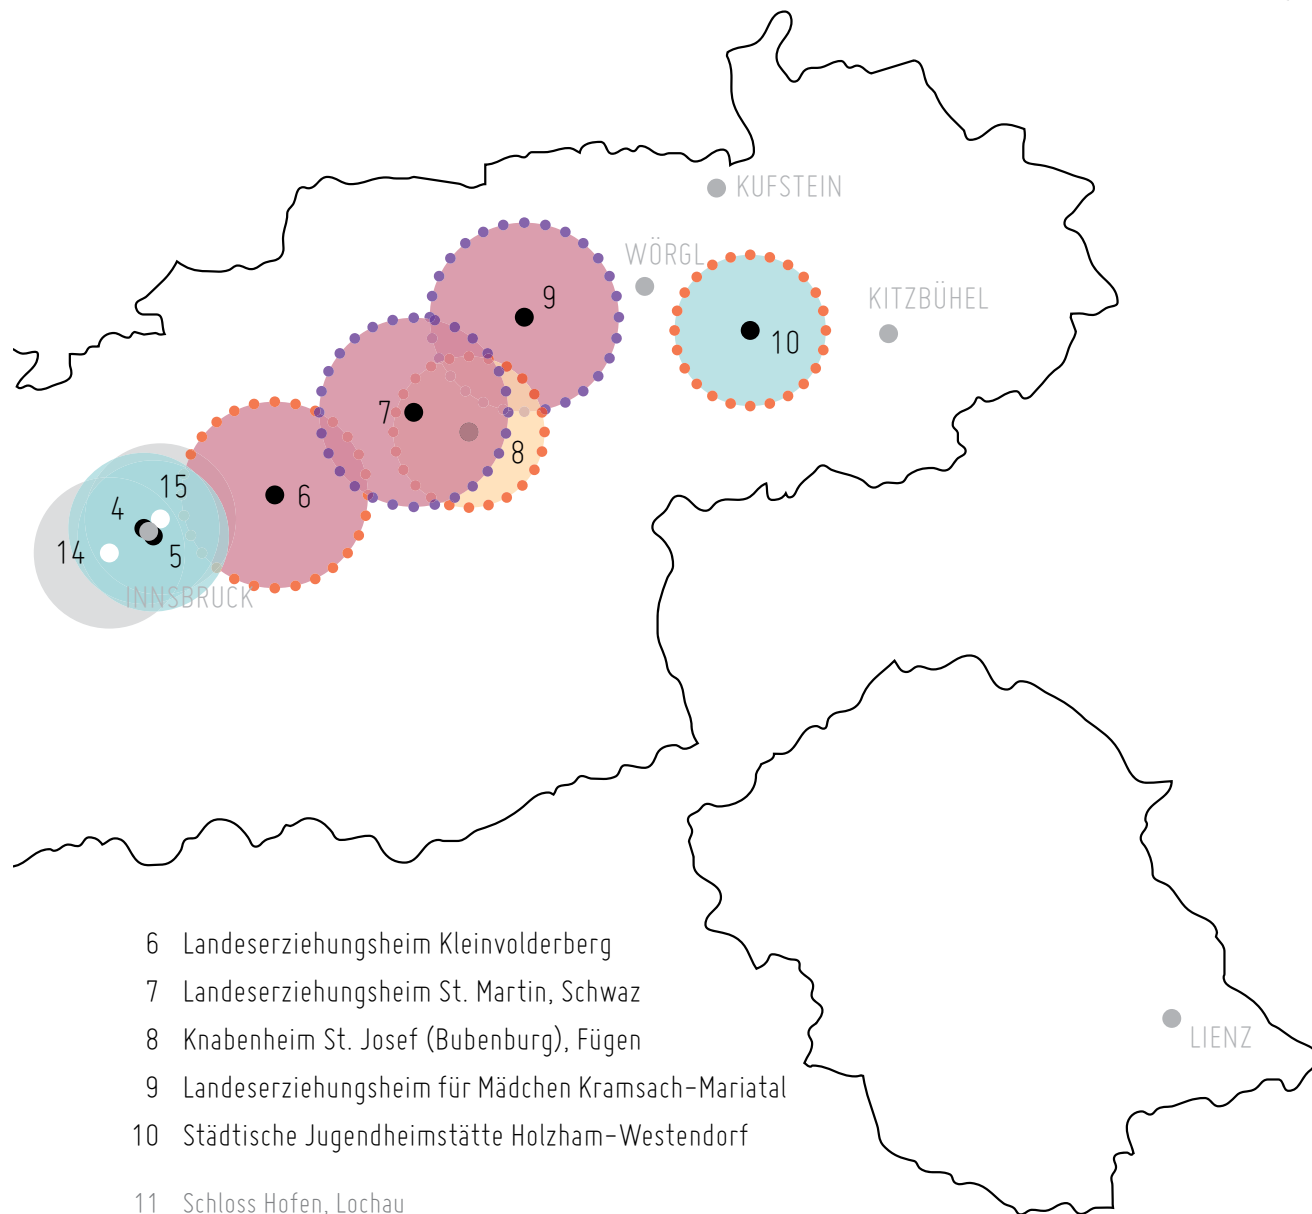 KUFSTEIN
WÖRGL
9
KITZBÜHEL
10
7
8
15
6
4
14
5
INNSBRUCK
6 Landeserziehungsheim Kleinvolderberg
7 Landeserziehungsheim St. Martin, Schwaz
8 Knabenheim St. Josef (Bubenburg), Fügen
LIENZ
9 Landeserziehungsheim für Mädchen Kramsach-Mariatal
10 Städtische Jugendheimstätte Holzham-Westendorf
11 Schloss Hofen, Lochau